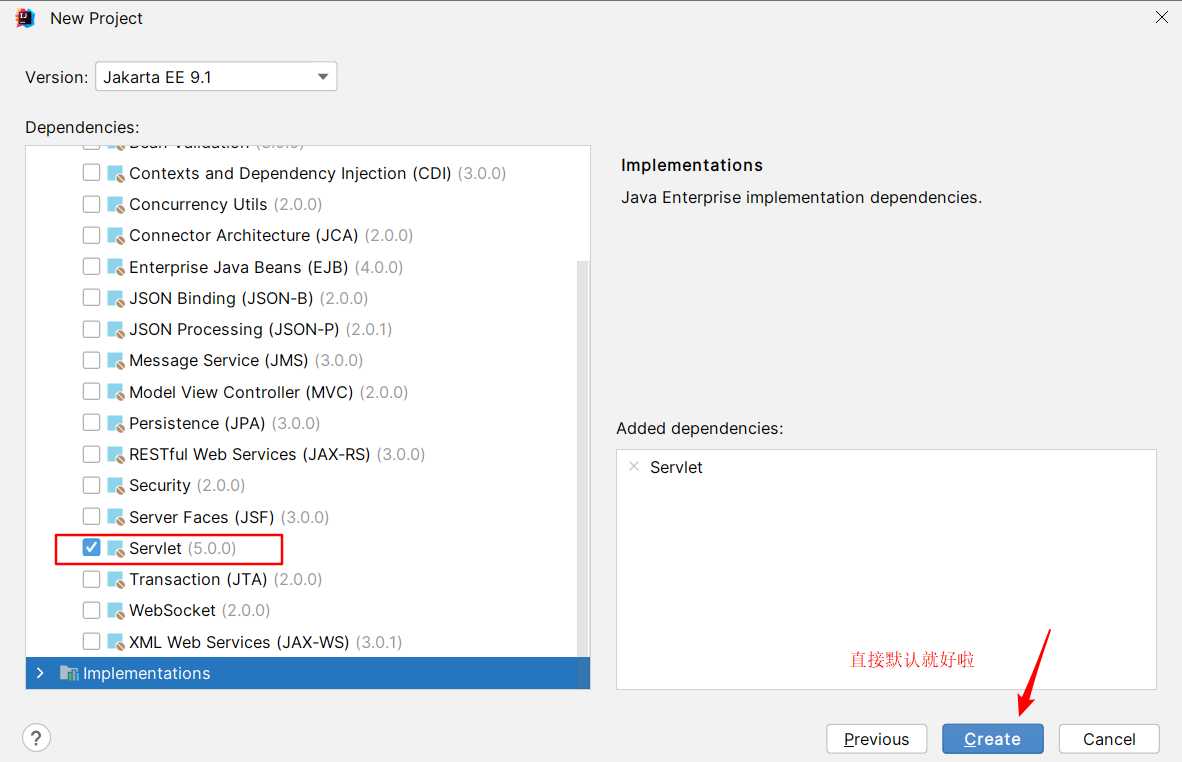 New Project
Version: Jakarta EE 9.1
Dependencies:
Bean Validation (3.0.0)
Contexts and Dependency Injection (CDI) (3.0.0)
Concurrency Utils (2.0.0)
Connector Architecture (JCA) (2.0.0)
Enterprise Java Beans (EJB) (4.0.0)
JSON Binding (JSON-B) (2.0.0)
JSON Processing (JSON-P) (2.0.1)
Message Service (JMS) (3.0.0)
Model View Controller (MVC) (2.0.0)
Persistence (JPA) (3.0.0)
RESTful Web Services (JAX-RS) (3.0.0)
Security (2.0.0)
Server Faces (JSF) (3.0.0)
Servlet (5.0.0)
Transaction (JTA) (2.0.0)
WebSocket (2.0.0)
XML Web Services (JAX-WS) (3.0.1)
Implementations
Implementations
Java Enterprise implementation dependencies.
Added dependencies:
Servlet
直接默认就好啦
?
Previous
Create
Cancel